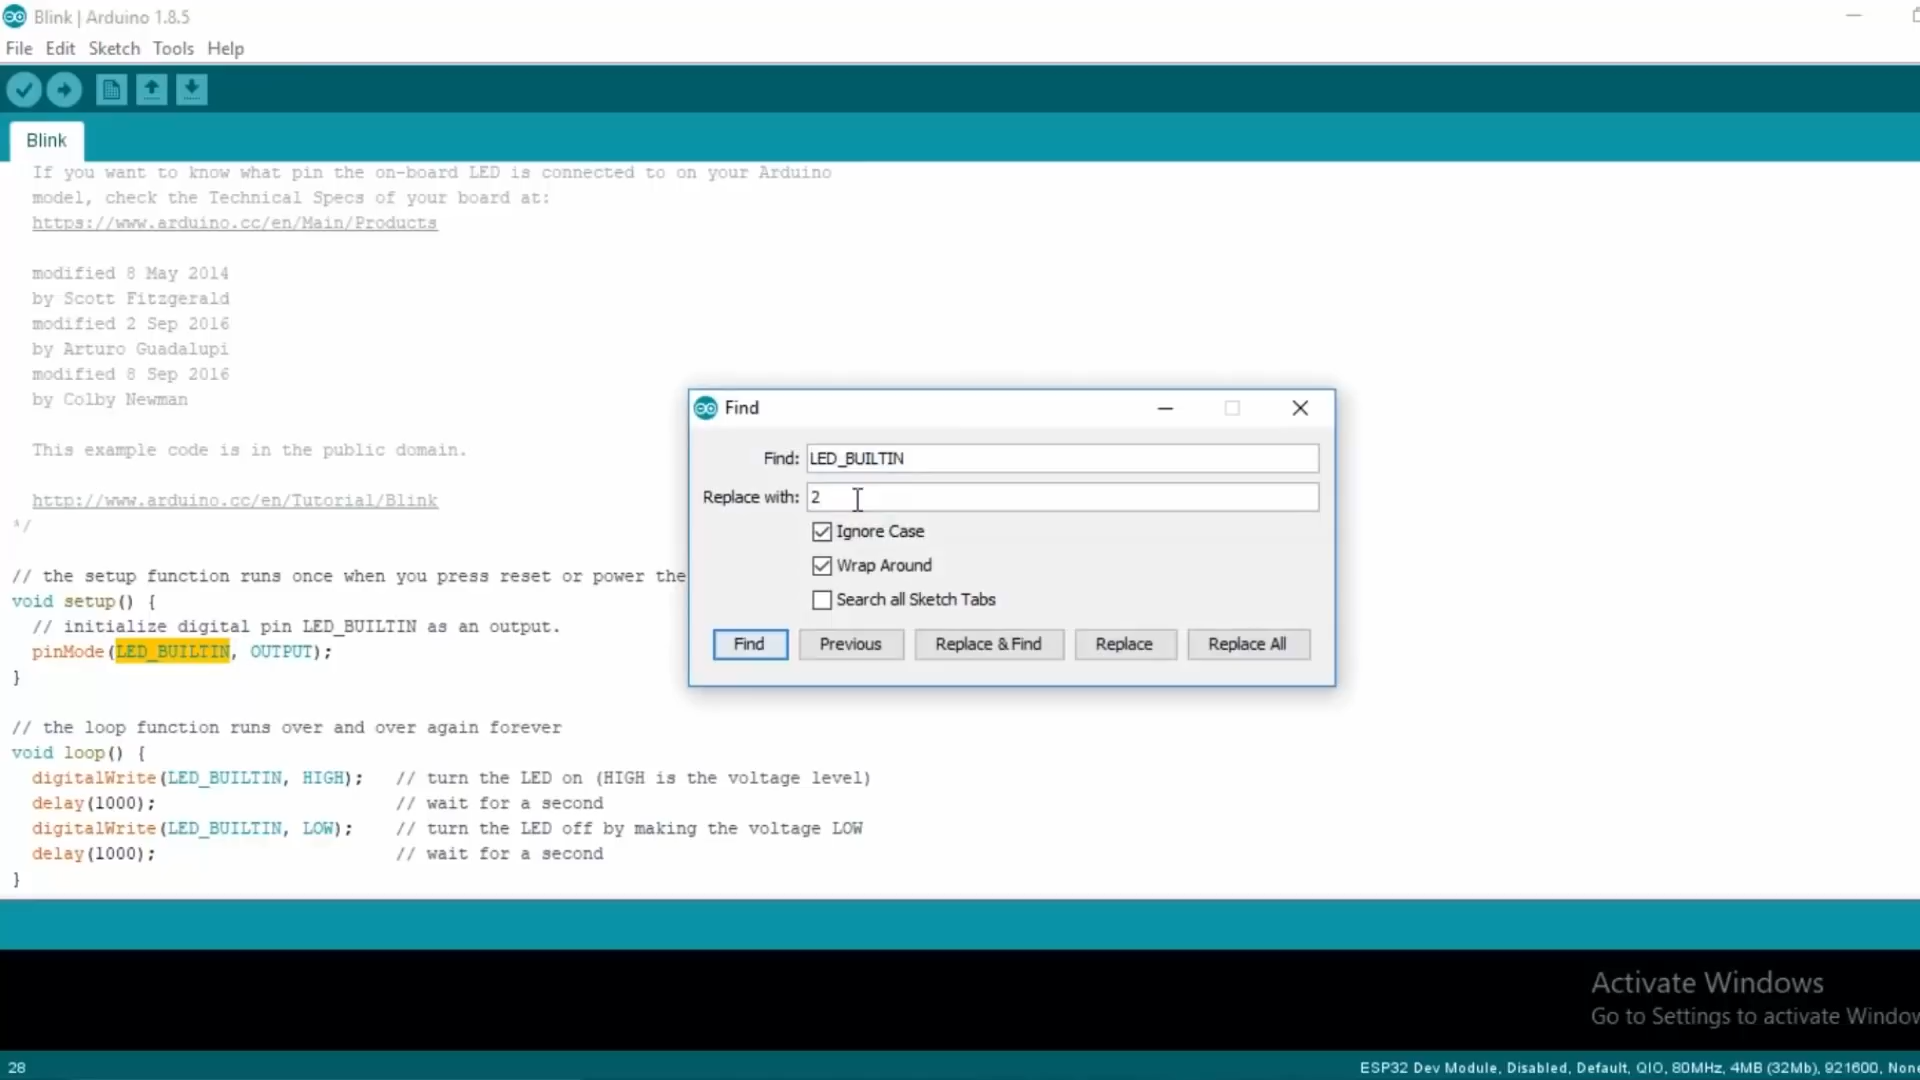 Blink | Arduino 1.8.5
File Edit Sketch Tools Help
Blink
If you want to know what pin the on-board LED is connected to on your Arduino
model, check the Technical Specs of your board at:
https://www.arduino.cc/en/Main/Products
modified 8 May 2014
by Scott Fitzgerald
modified 2 Sep 2016
by Arturo Guadalupi
modified 8 Sep 2016
by Colby Newman
This example code is in the public domain.
http://www.arduino.cc/en/Tutorial/Blink
*/
// the setup function runs once when you press reset or power the
void setup() {
// initialize digital pin LED_BUILTIN as an output.
pinMode(LED_BUILTIN, OUTPUT);
}
// the loop function runs over and over again forever
void loop() {
digitalWrite(LED_BUILTIN, HIGH); // turn the LED on (HIGH is the voltage level)
delay(1000); // wait for a second
digitalWrite(LED_BUILTIN, LOW); // turn the LED off by making the voltage LOW
delay(1000); // wait for a second
}
Find
Find: LED_BUILTIN
Replace with: 2
Ignore Case
Wrap Around
Search all Sketch Tabs
Find Previous Replace & Find Replace Replace All
Activate Windows
Go to Settings to activate Window
28
ESP32 Dev Module, Disabled, Default, QIO, 80MHz, 4MB (32Mb), 921600, None